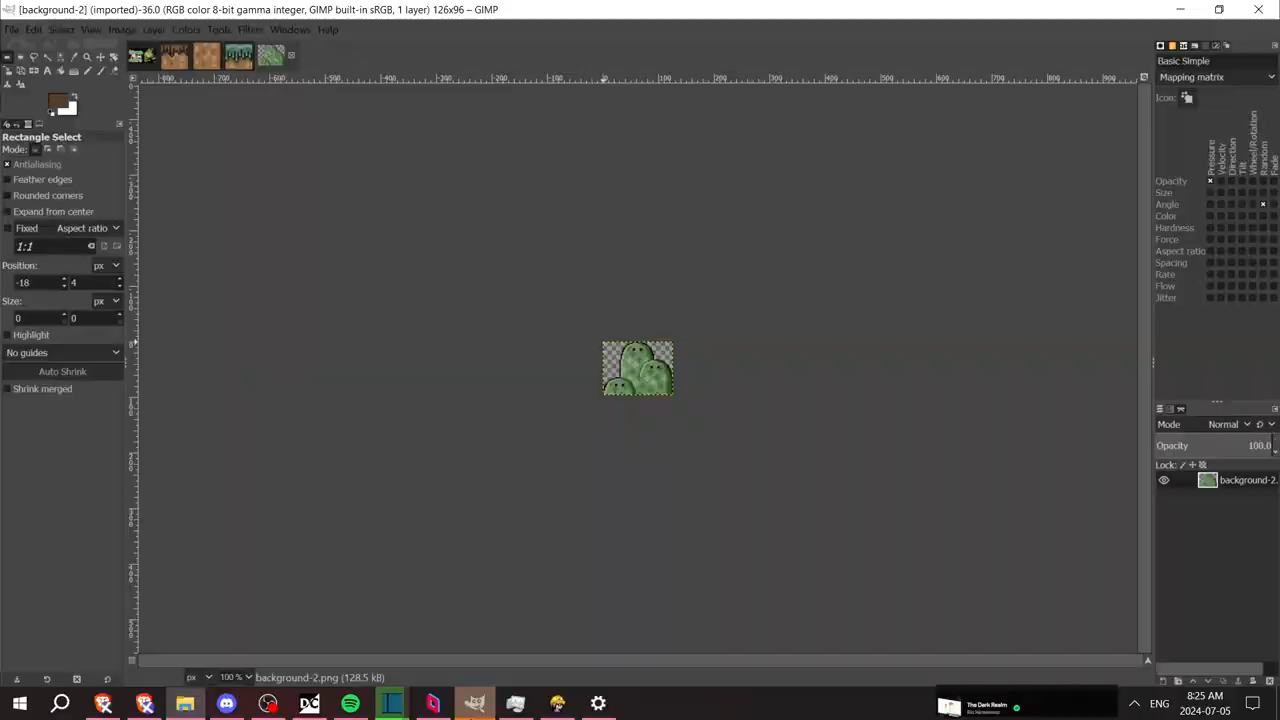 [background-2] (imported)-36.0 (RGB color 8-bit gamma integer, GIMP built-in sRGB, 1 layer) 126x96 – GIMP
File Edit Select View Image Layer Colors Tools Filters Windows Help
Rectangle Select
Mode:
Antialiasing
Feather edges
Rounded corners
Expand from center
Fixed Aspect ratio
1:1
Position: px
-18 4
Size: px
0 0
Highlight
No guides
Auto Shrink
Shrink merged
Basic Simple
Mapping matrix
Icon:
Pressure
Velocity
Direction
Tilt
Wheel/Rotation
Random
Fade
Opacity
Size
Angle
Color
Hardness
Force
Aspect ratio
Spacing
Rate
Flow
Jitter
Mode Normal
Opacity 100.0
Lock:
background-2.
px 100 % background-2.png (128.5 kB)
The Dark Realm
ENG
8:25 AM
2024-07-05